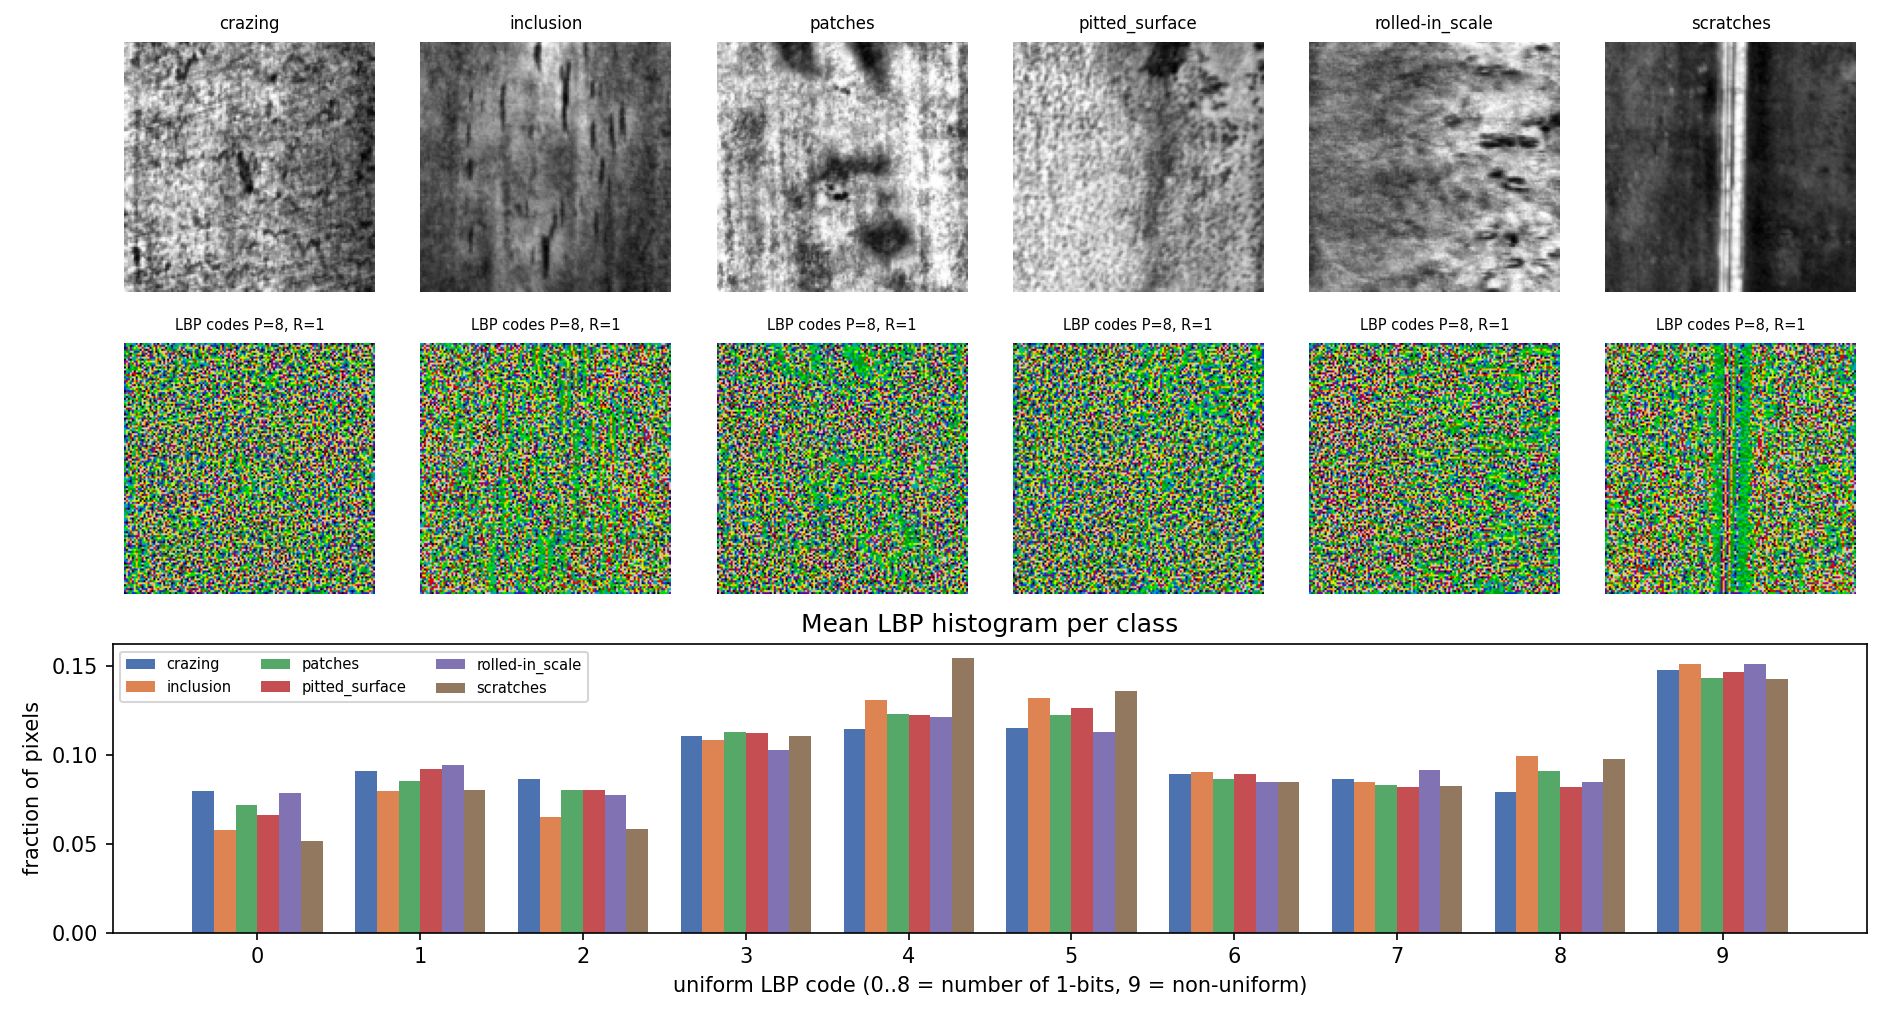 crazing inclusion patches pitted_surface rolled-in_scale scratches
LBP codes P=8, R=1 LBP codes P=8, R=1 LBP codes P=8, R=1 LBP codes P=8, R=1 LBP codes P=8, R=1 LBP codes P=8, R=1
Mean LBP histogram per class
crazing patches rolled-in_scale
inclusion pitted_surface scratches
fraction of pixels
0.15
0.10
0.05
0.00
0 1 2 3 4 5 6 7 8 9
uniform LBP code (0..8 = number of 1-bits, 9 = non-uniform)